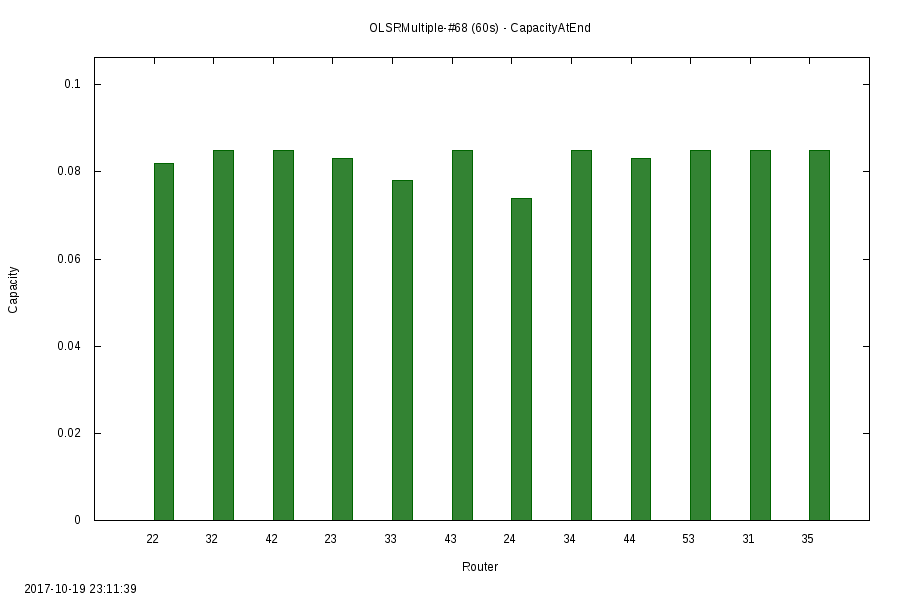 OLSRMultiple-#68 (60s) - CapacityAtEnd
0.1
0.08
0.06
0.04
0.02
0
Capacity
22 32 42 23 33 43 24 34 44 53 31 35
Router
2017-10-19 23:11:39